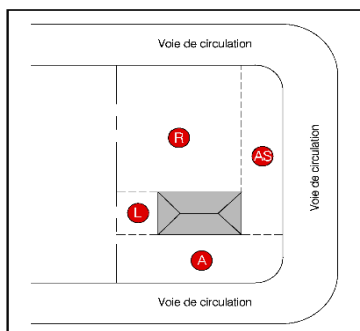 Voie de circulation
R
AS
Voie de circulation
L
A
Voie de circulation